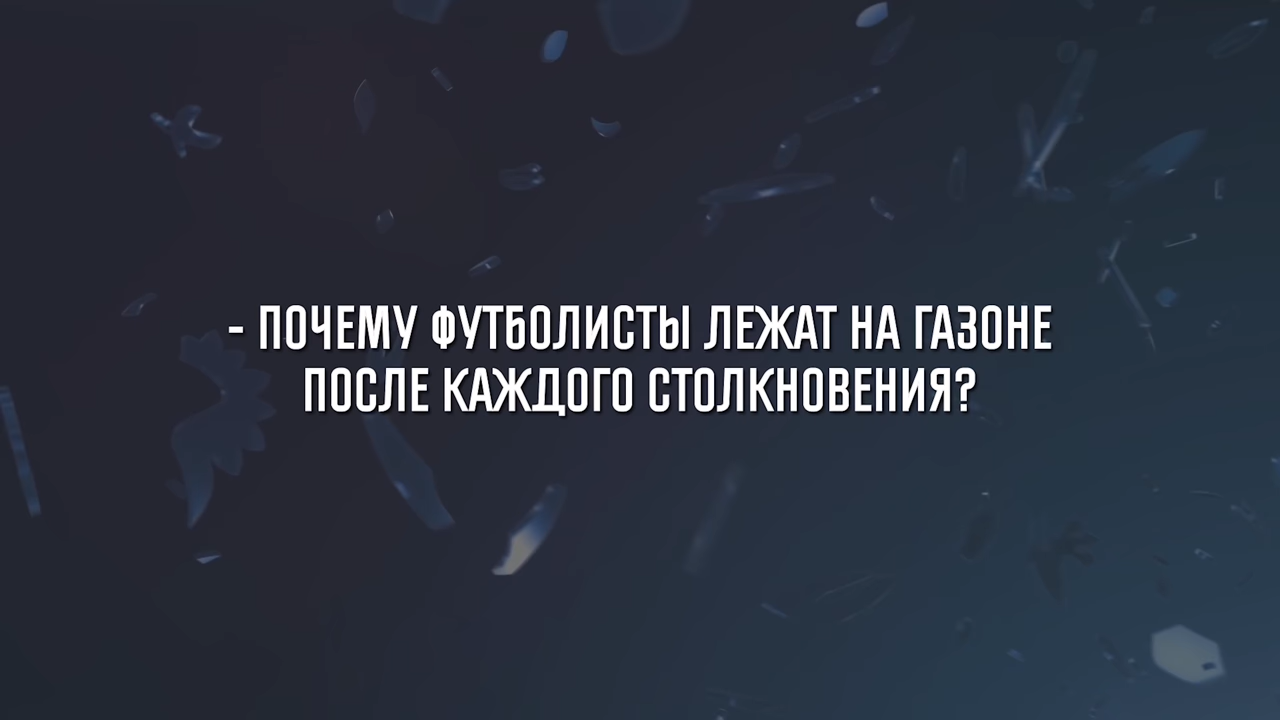 - ПОЧЕМУ ФУТБОЛИСТЫ ЛЕЖАТ НА ГАЗОНЕ
ПОСЛЕ КАЖДОГО СТОЛКНОВЕНИЯ?